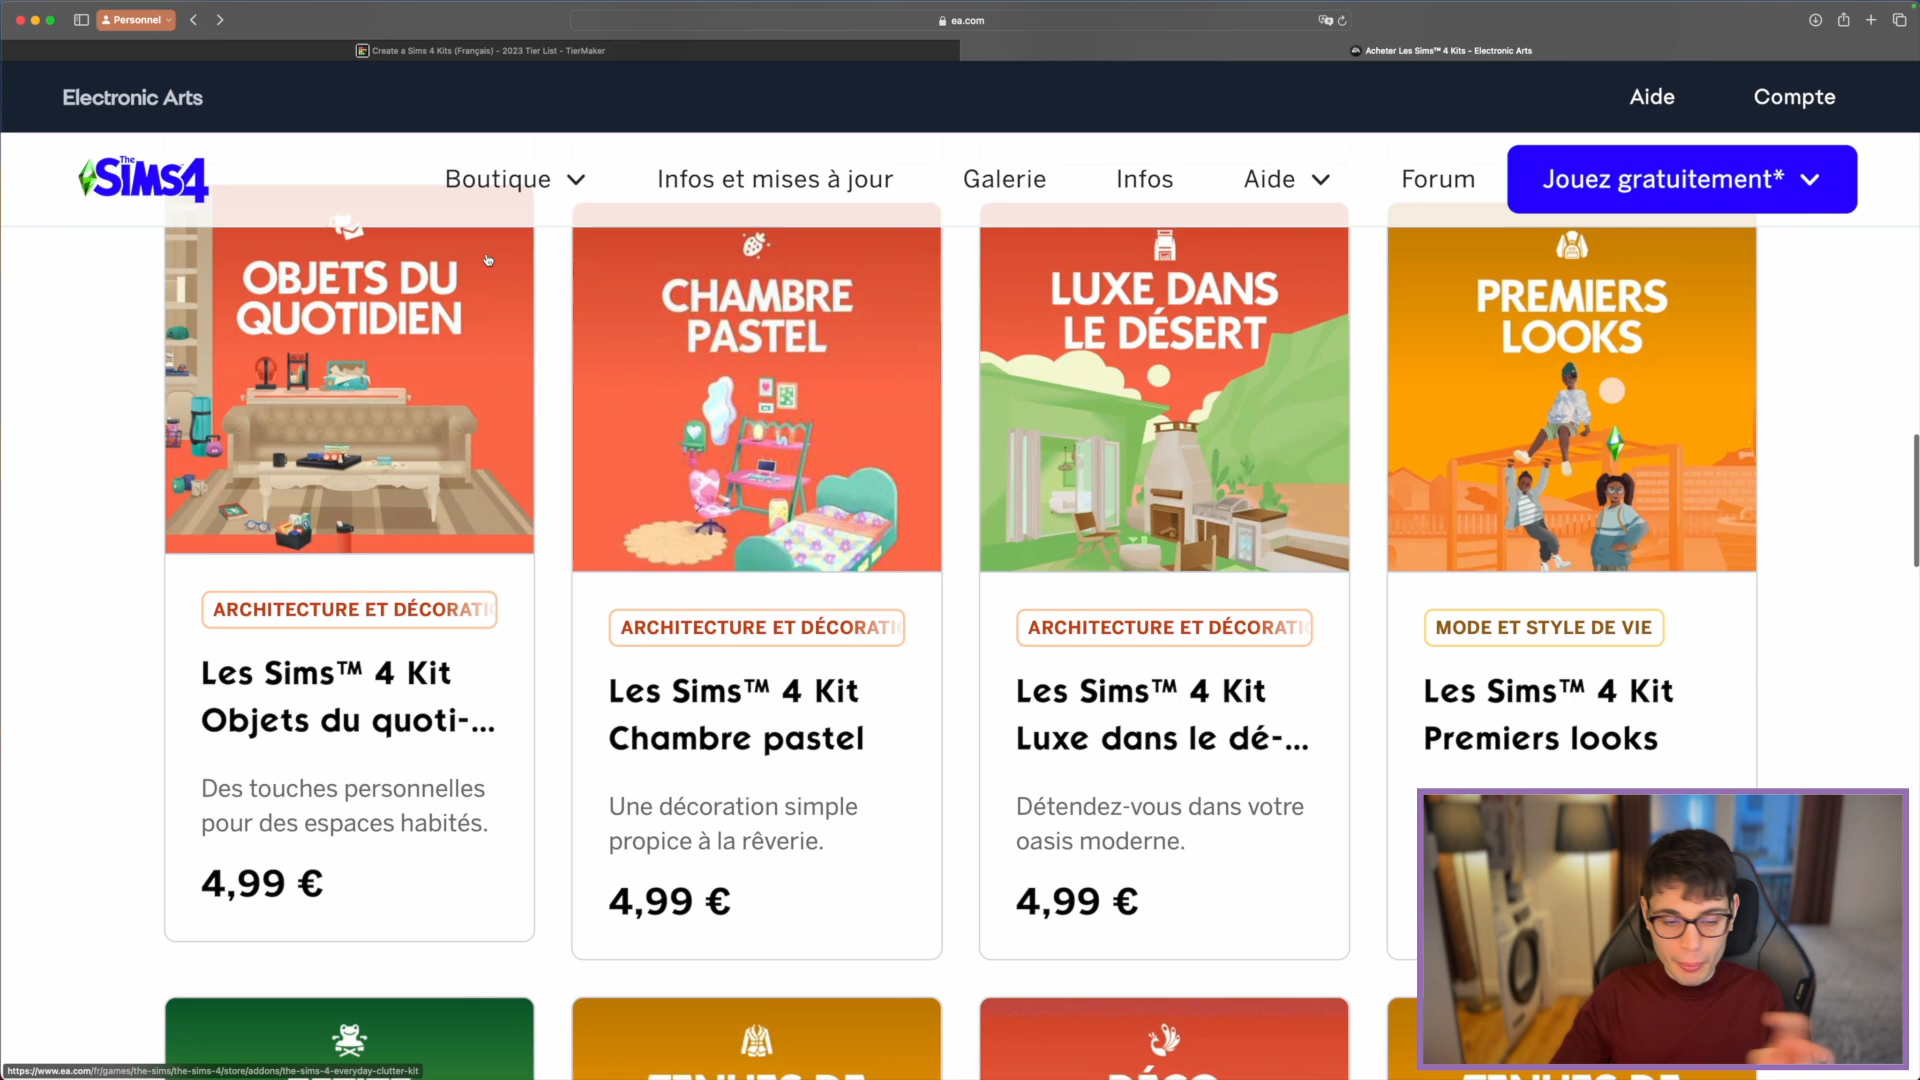 Personnel
ea.com
Create a Sims 4 Kits (Français) - 2023 Tier List - TierMaker
Acheter Les Sims™ 4 Kits - Electronic Arts
Electronic Arts
Aide
Compte
The SiMS4
Boutique
Infos et mises à jour
Galerie
Infos
Aide
Forum
Jouez gratuitement*
OBJETS DU
QUOTIDIEN
CHAMBRE
PASTEL
LUXE DANS
LE DÉSERT
PREMIERS
LOOKS
ARCHITECTURE ET DÉCORATI
Les Sims™ 4 Kit
Objets du quoti-...
Des touches personnelles
pour des espaces habités.
4,99 €
ARCHITECTURE ET DÉCORATI
Les Sims™ 4 Kit
Chambre pastel
Une décoration simple
propice à la rêverie.
4,99 €
ARCHITECTURE ET DÉCORATI
Les Sims™ 4 Kit
Luxe dans le dé-...
Détendez-vous dans votre
oasis moderne.
4,99 €
MODE ET STYLE DE VIE
Les Sims™ 4 Kit
Premiers looks
TENUES DE
DÉCO
TENUES DE
https://www.ea.com/fr/games/the-sims/the-sims-4/store/addons/the-sims-4-everyday-clutter-kit